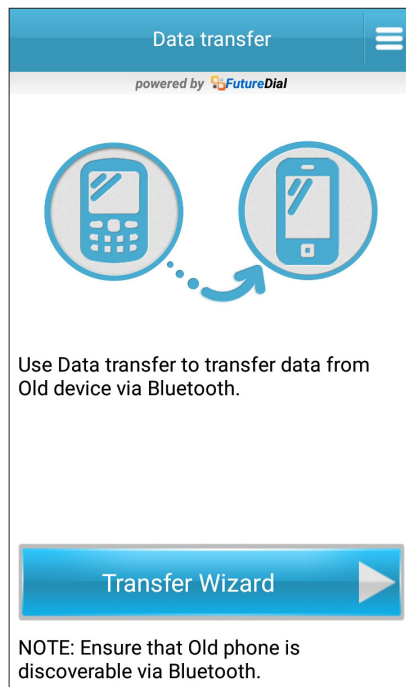 Data transfer
powered by FutureDial
Use Data transfer to transfer data from
Old device via Bluetooth.
Transfer Wizard
NOTE: Ensure that Old phone is
discoverable via Bluetooth.